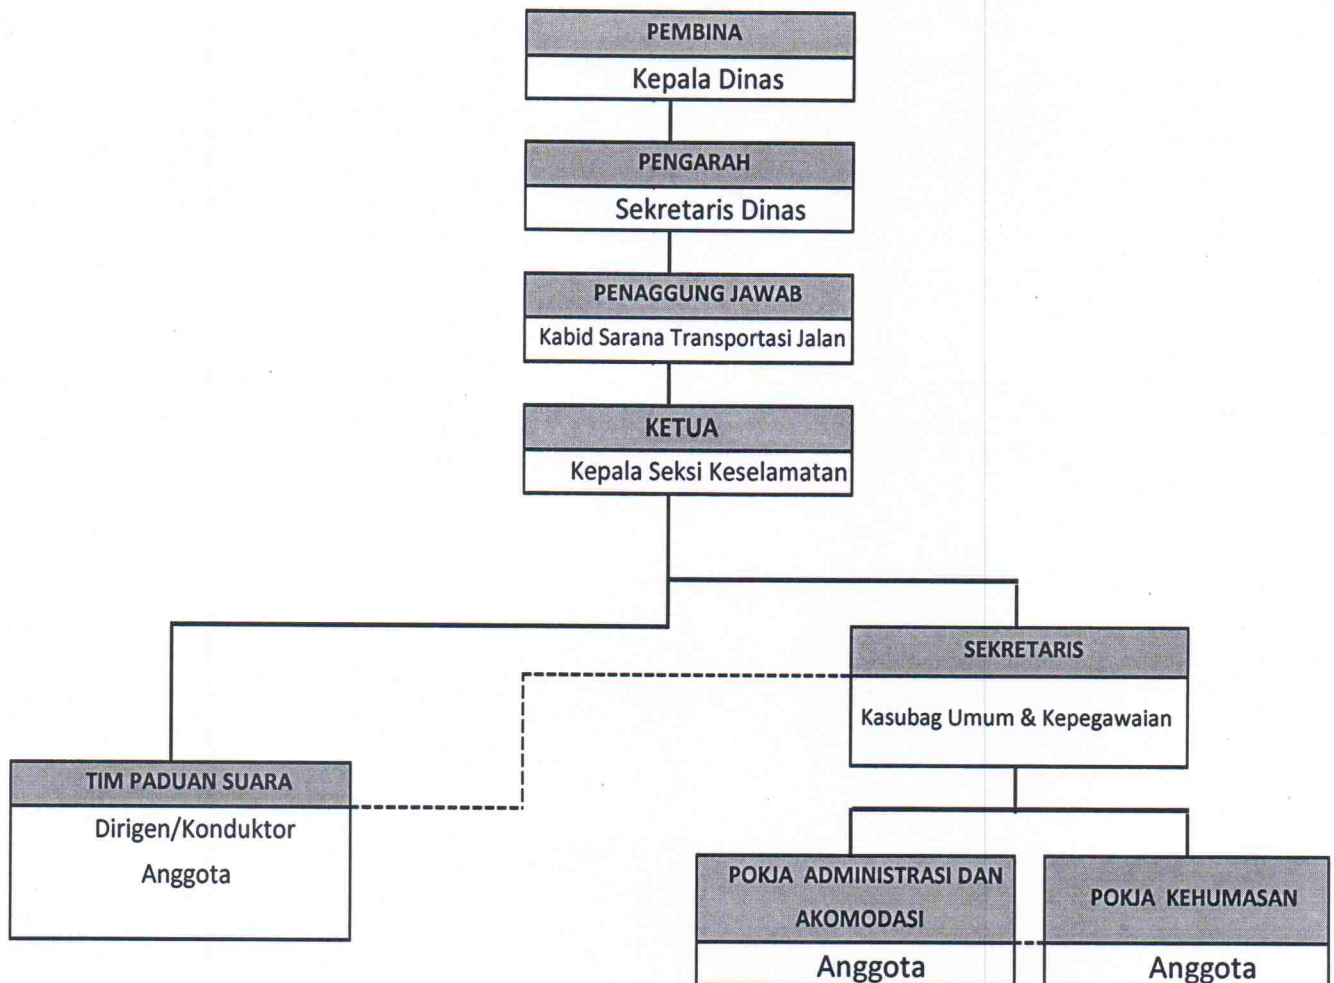 PEMBINA
Kepala Dinas
PENGARAH
Sekretaris Dinas
PENAGGUNG JAWAB
Kabid Sarana Transportasi Jalan
KETUA
Kepala Seksi Keselamatan
SEKRETARIS
Kasubag Umum & Kepegawaian
TIM PADUAN SUARA
Dirigen/Konduktor
Anggota
POKJA ADMINISTRASI DAN
AKOMODASI
Anggota
POKJA KEHUMASAN
Anggota